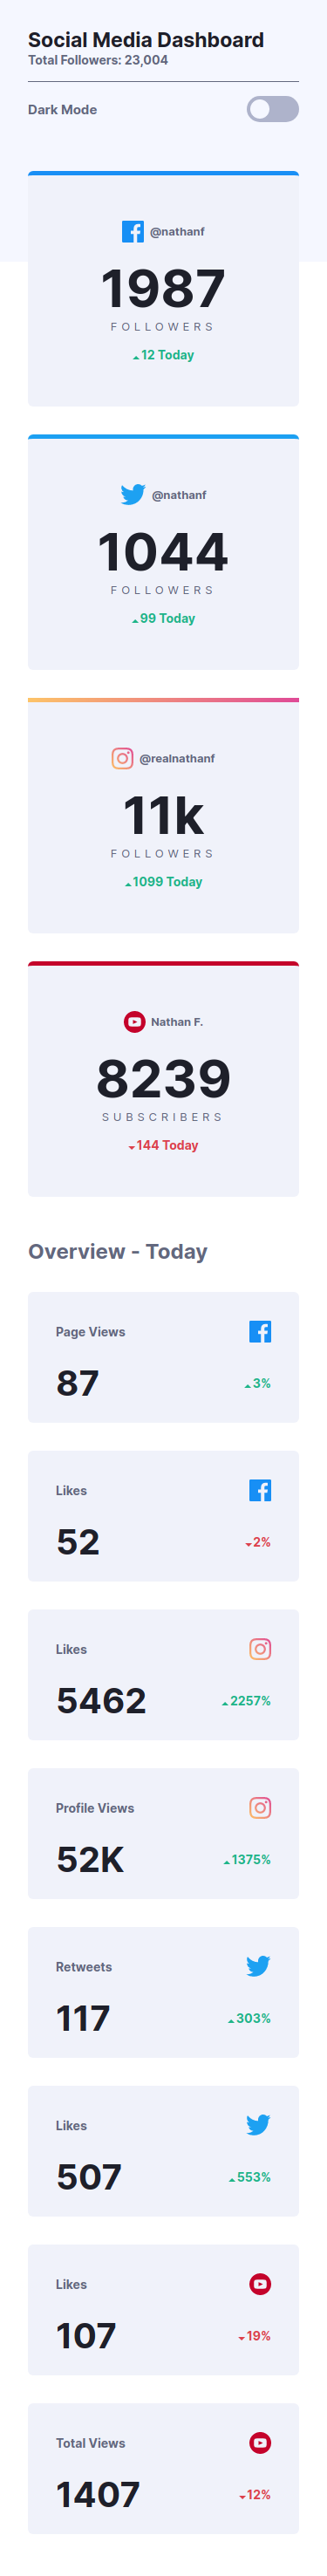 Social Media Dashboard
Total Followers: 23,004
Dark Mode
@nathanf
1987
FOLLOWERS
12 Today
@nathanf
1044
FOLLOWERS
99 Today
@realnathanf
11k
FOLLOWERS
1099 Today
Nathan F.
8239
SUBSCRIBERS
144 Today
Overview - Today
Page Views
87
3%
Likes
52
2%
Likes
5462
2257%
Profile Views
52K
1375%
Retweets
117
303%
Likes
507
553%
Likes
107
19%
Total Views
1407
12%